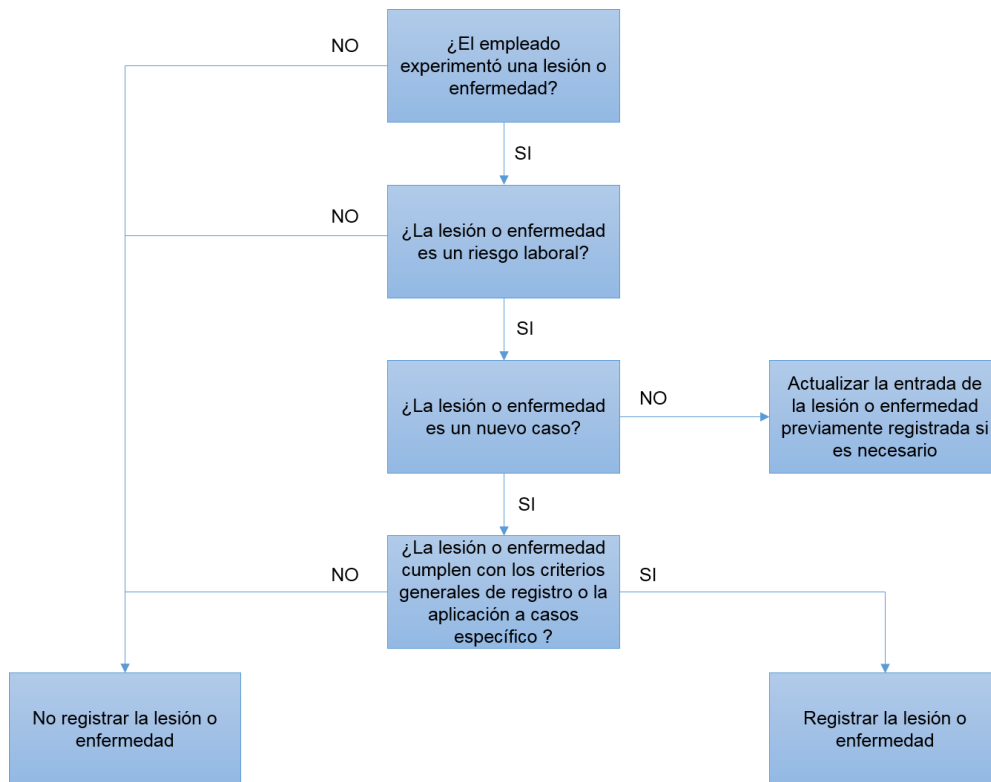 NO
¿El empleado
experimentó una lesión o
enfermedad?
SI
NO
¿La lesión o enfermedad
es un riesgo laboral?
SI
¿La lesión o enfermedad
es un nuevo caso?
NO
Actualizar la entrada de
la lesión o enfermedad
previamente registrada si
es necesario
SI
NO
¿La lesión o enfermedad
cumplen con los criterios
generales de registro o la
aplicación a casos
específico ?
SI
No registrar la lesión o
enfermedad
Registrar la lesión o
enfermedad